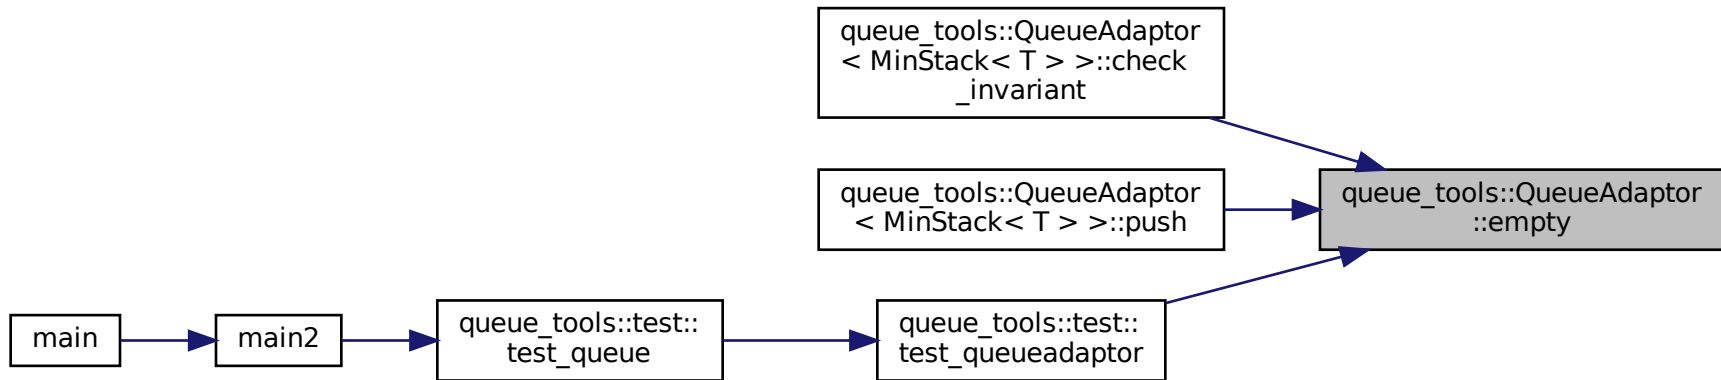 queue_tools::QueueAdaptor
< MinStack< T > >::check
_invariant
queue_tools::QueueAdaptor
< MinStack< T > >::push
queue_tools::QueueAdaptor
::empty
main
main2
queue_tools::test::
test_queue
queue_tools::test::
test_queueadaptor